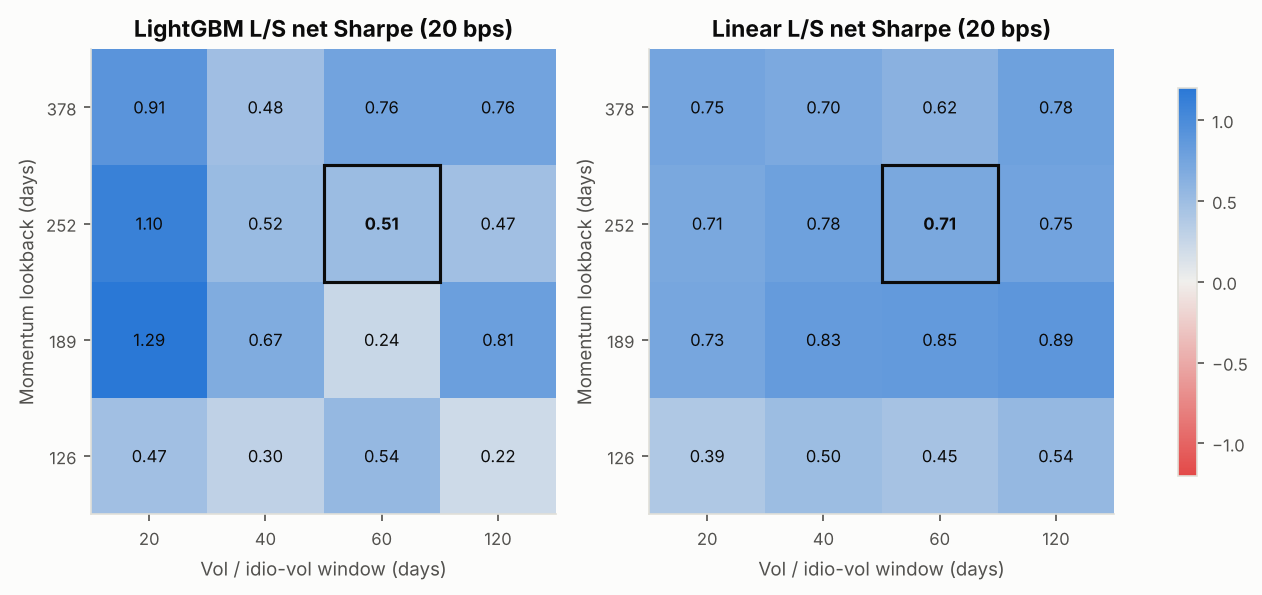 LightGBM L/S net Sharpe (20 bps)
Momentum lookback (days)
378 0.91 0.48 0.76 0.76
252 1.10 0.52 0.51 0.47
189 1.29 0.67 0.24 0.81
126 0.47 0.30 0.54 0.22
20 40 60 120
Vol / idio-vol window (days)
Linear L/S net Sharpe (20 bps)
Momentum lookback (days)
378 0.75 0.70 0.62 0.78
252 0.71 0.78 0.71 0.75
189 0.73 0.83 0.85 0.89
126 0.39 0.50 0.45 0.54
20 40 60 120
Vol / idio-vol window (days)
1.0
0.5
0.0
−0.5
−1.0